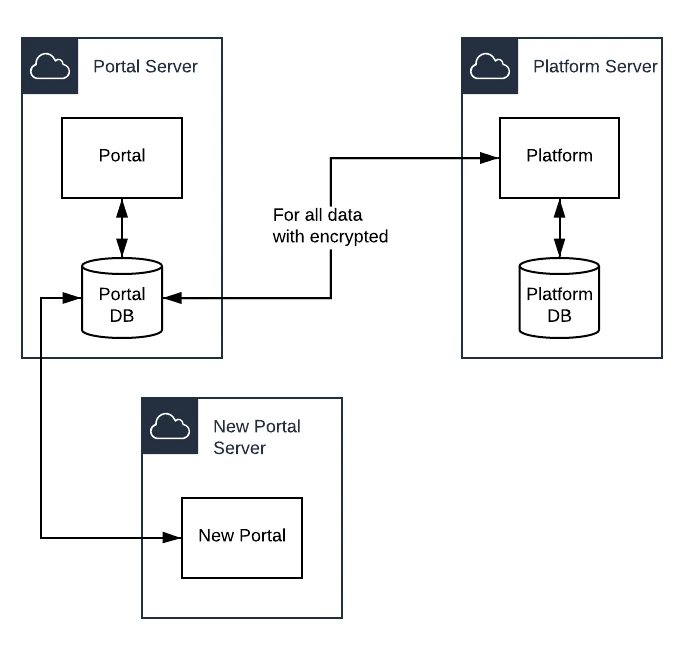 Portal Server
Platform Server
Portal
Platform
For all data
with encrypted
Portal
DB
Platform
DB
New Portal
Server
New Portal